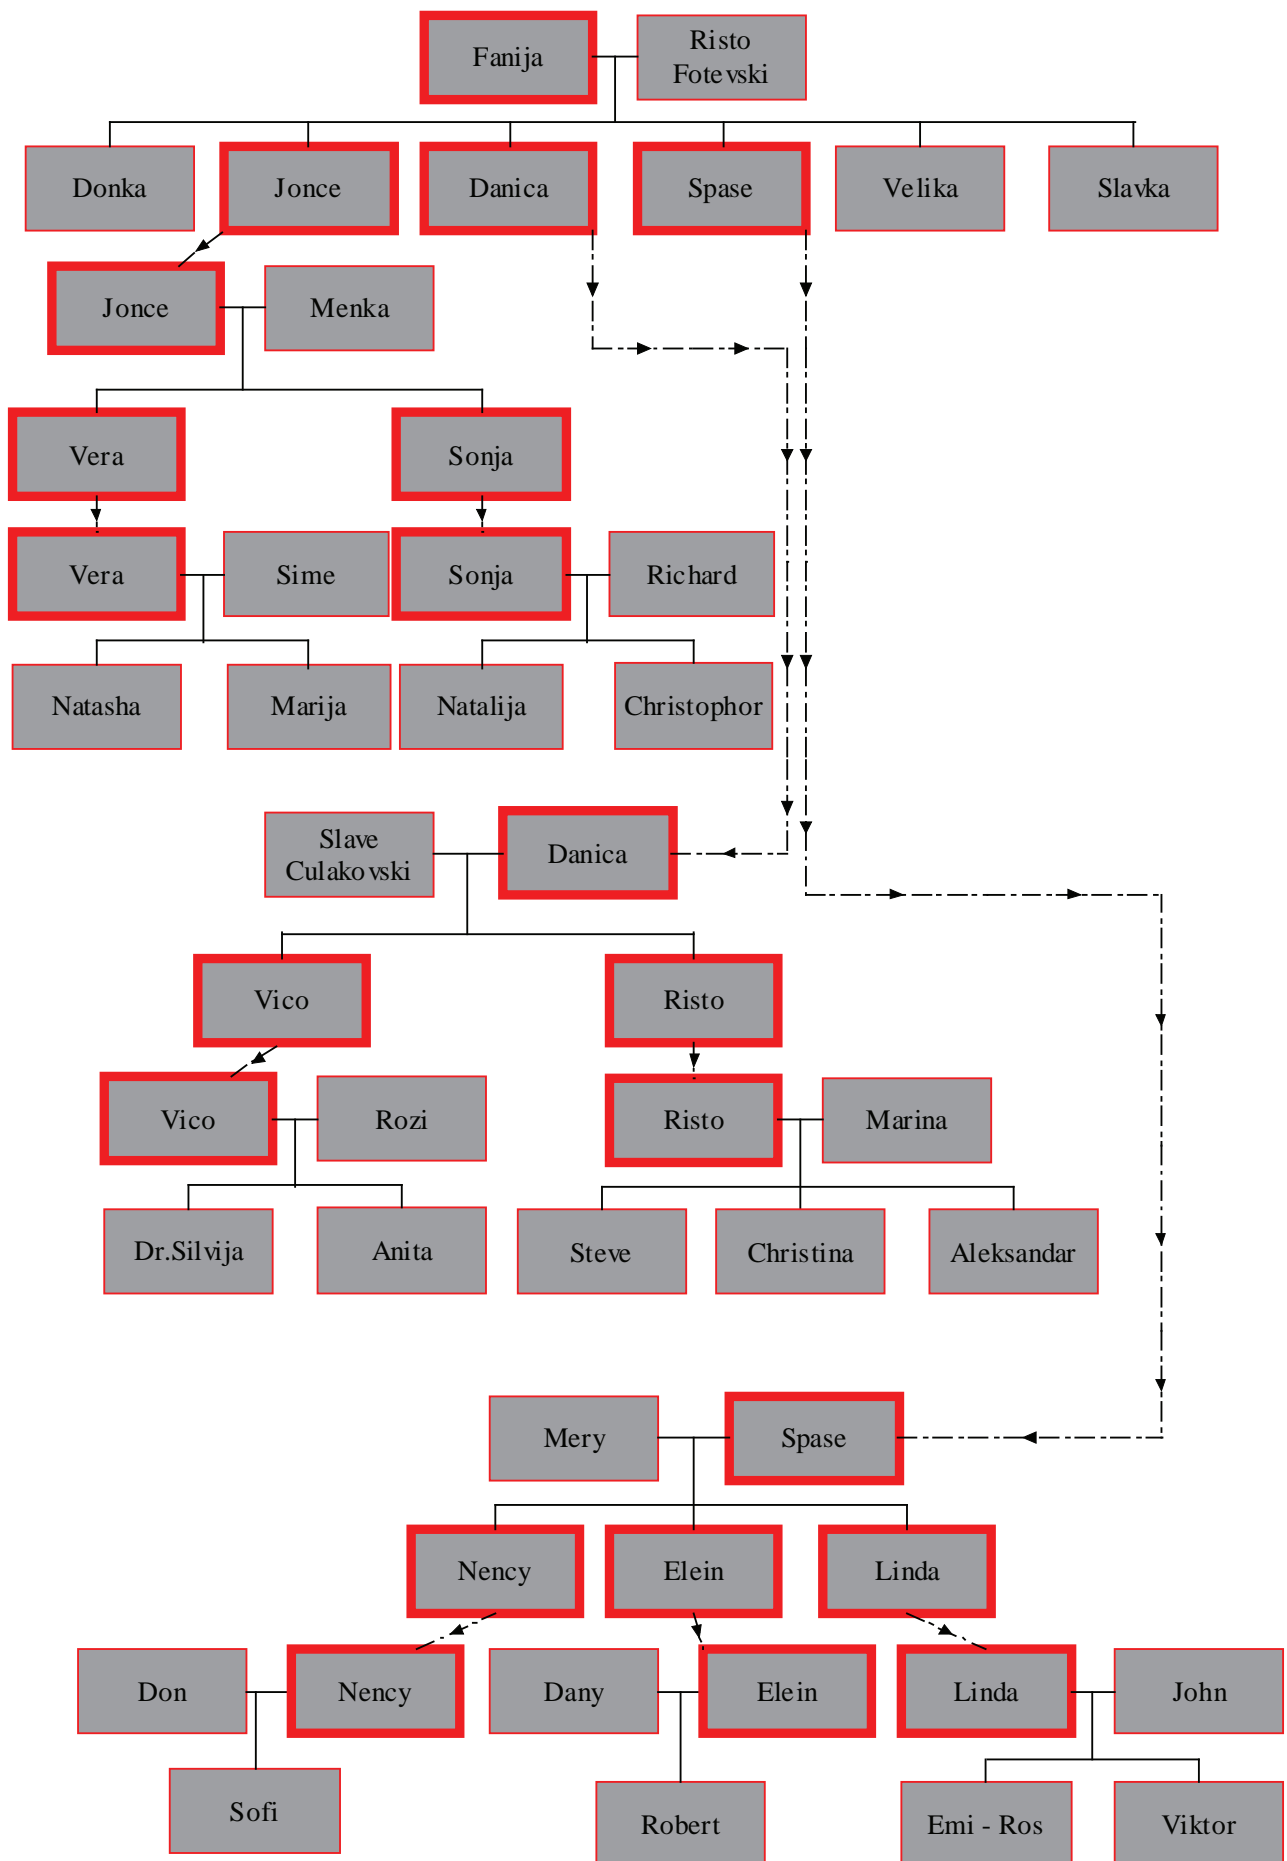 Fanija
Risto
Fotevski
Donka
Jonce
Danica
Spase
Velika
Slavka
Jonce
Menka
Vera
Sonja
Vera
Sime
Sonja
Richard
Natasha
Marija
Natalija
Christophor
Slave
Culakovski
Danica
Vico
Risto
Vico
Rozi
Risto
Marina
Dr.Silvija
Anita
Steve
Christina
Aleksandar
Mery
Spase
Nency
Elein
Linda
Don
Nency
Dany
Elein
Linda
John
Sofi
Robert
Emi - Ros
Viktor